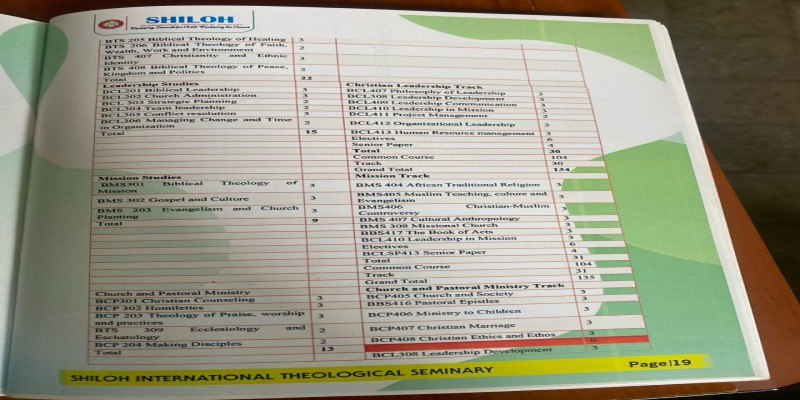 SHILOH
BTS 205 Biblical Theology of Healing 3
BTS 206 Biblical Theology of Faith,
Wealth, Work and Environment 2
BTS 407 Christianity and Ethnic
Identity 3
BTS 408 Biblical Theology of Peace,
Kingdom and Politics 2
Total 22
Leadership Studies
BCL201 Biblical Leadership 3
BCL202 Church Administration 3
BCL 303 Strategic Planning 2
BCL304 Team leadership 2
BCL305 Conflict resolution 3
BCL306 Managing Change and Time
in Organization 2
Total 15
Christian Leadership Track
BCL407 Philosophy of Leadership 3
BCL308 Leadership Development 3
BCL409 Leadership Communication 3
BCL410 Leadership in Mission 3
BCL411 Project Management 2
BCL412 Organizational Leadership 3
BCL413 Human Resource management 3
Electives 6
Senior Paper 4
Total 30
Common Course 104
Track 30
Grand Total 134
Mission Studies
BMS301 Biblical Theology of
Mission 3
BMS 302 Gospel and Culture 3
BMS 203 Evangelism and Church
Planting 3
Total 9
Mission Track
BMS 404 African Traditional Religion 3
BMS405 Muslim Teaching, culture and
Evangelism 3
BMS406 Christian-Muslim
Controversy 3
BMS 407 Cultural Anthropology 3
BMS 308 Missional Church 3
BBS417 The Book of Acts 3
BCL410 Leadership in Mission 3
Electives 6
BCLSP413 Senior Paper 4
Total 31
Common Course 104
Track 31
Grand Total 135
Church and Pastoral Ministry
BCP301 Christian Counseling 3
BCP 302 Homiletics 3
BCP 203 Theology of Praise, worship
and practices 3
BTS 309 Ecclesiology and
Eschatology 2
BCP 204 Making Disciples 2
Total 13
Church and Pastoral Ministry Track
BCP405 Church and Society 3
BBS416 Pastoral Epistles 3
BCP406 Ministry to Children 3
BCP407 Christian Marriage 3
BCP408 Christian Ethics and Ethos 3
0
BCL308 Leadership Development 3
SHILOH INTERNATIONAL THEOLOGICAL SEMINARY
Page|19